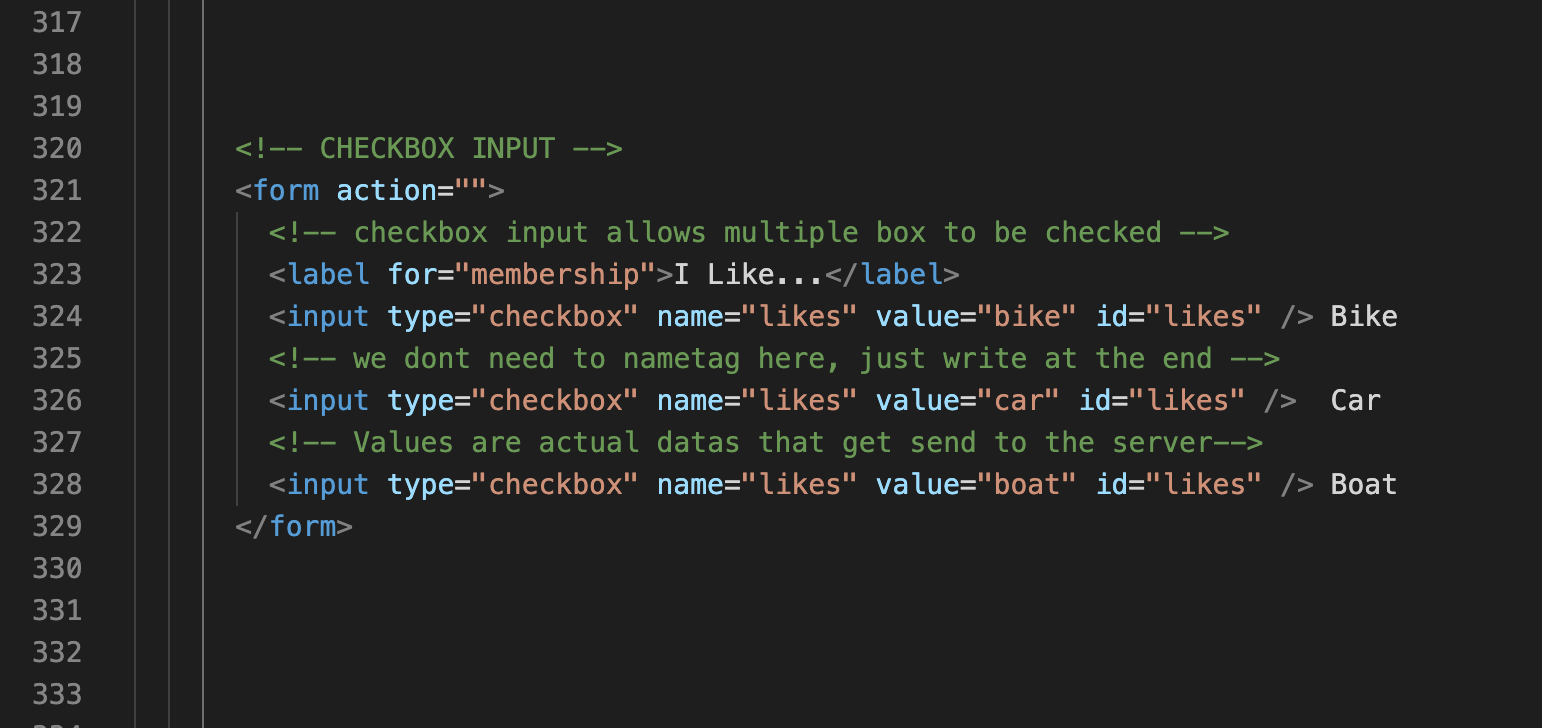 317
318
319
320 <!-- CHECKBOX INPUT -->
321 <form action="">
322 <!-- checkbox input allows multiple box to be checked -->
323 <label for="membership">I Like...</label>
324 <input type="checkbox" name="likes" value="bike" id="likes" /> Bike
325 <!-- we dont need to nametag here, just write at the end -->
326 <input type="checkbox" name="likes" value="car" id="likes" />  Car
327 <!-- Values are actual datas that get send to the server-->
328 <input type="checkbox" name="likes" value="boat" id="likes" /> Boat
329 </form>
330
331
332
333